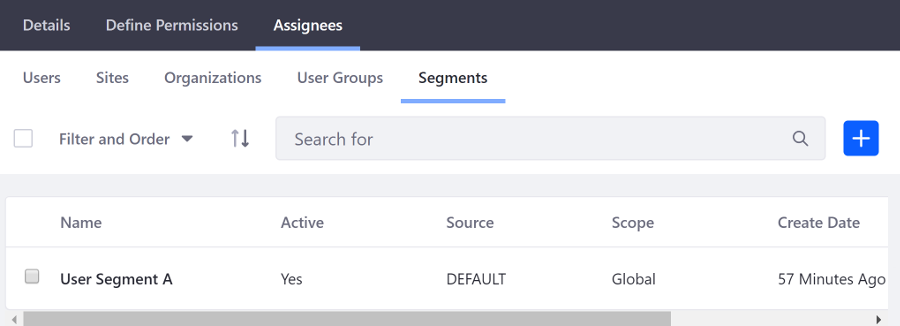 Details Define Permissions Assignees
Users Sites Organizations User Groups Segments
Filter and Order Search for
Name Active Source Scope Create Date
User Segment A Yes DEFAULT Global 57 Minutes Ago